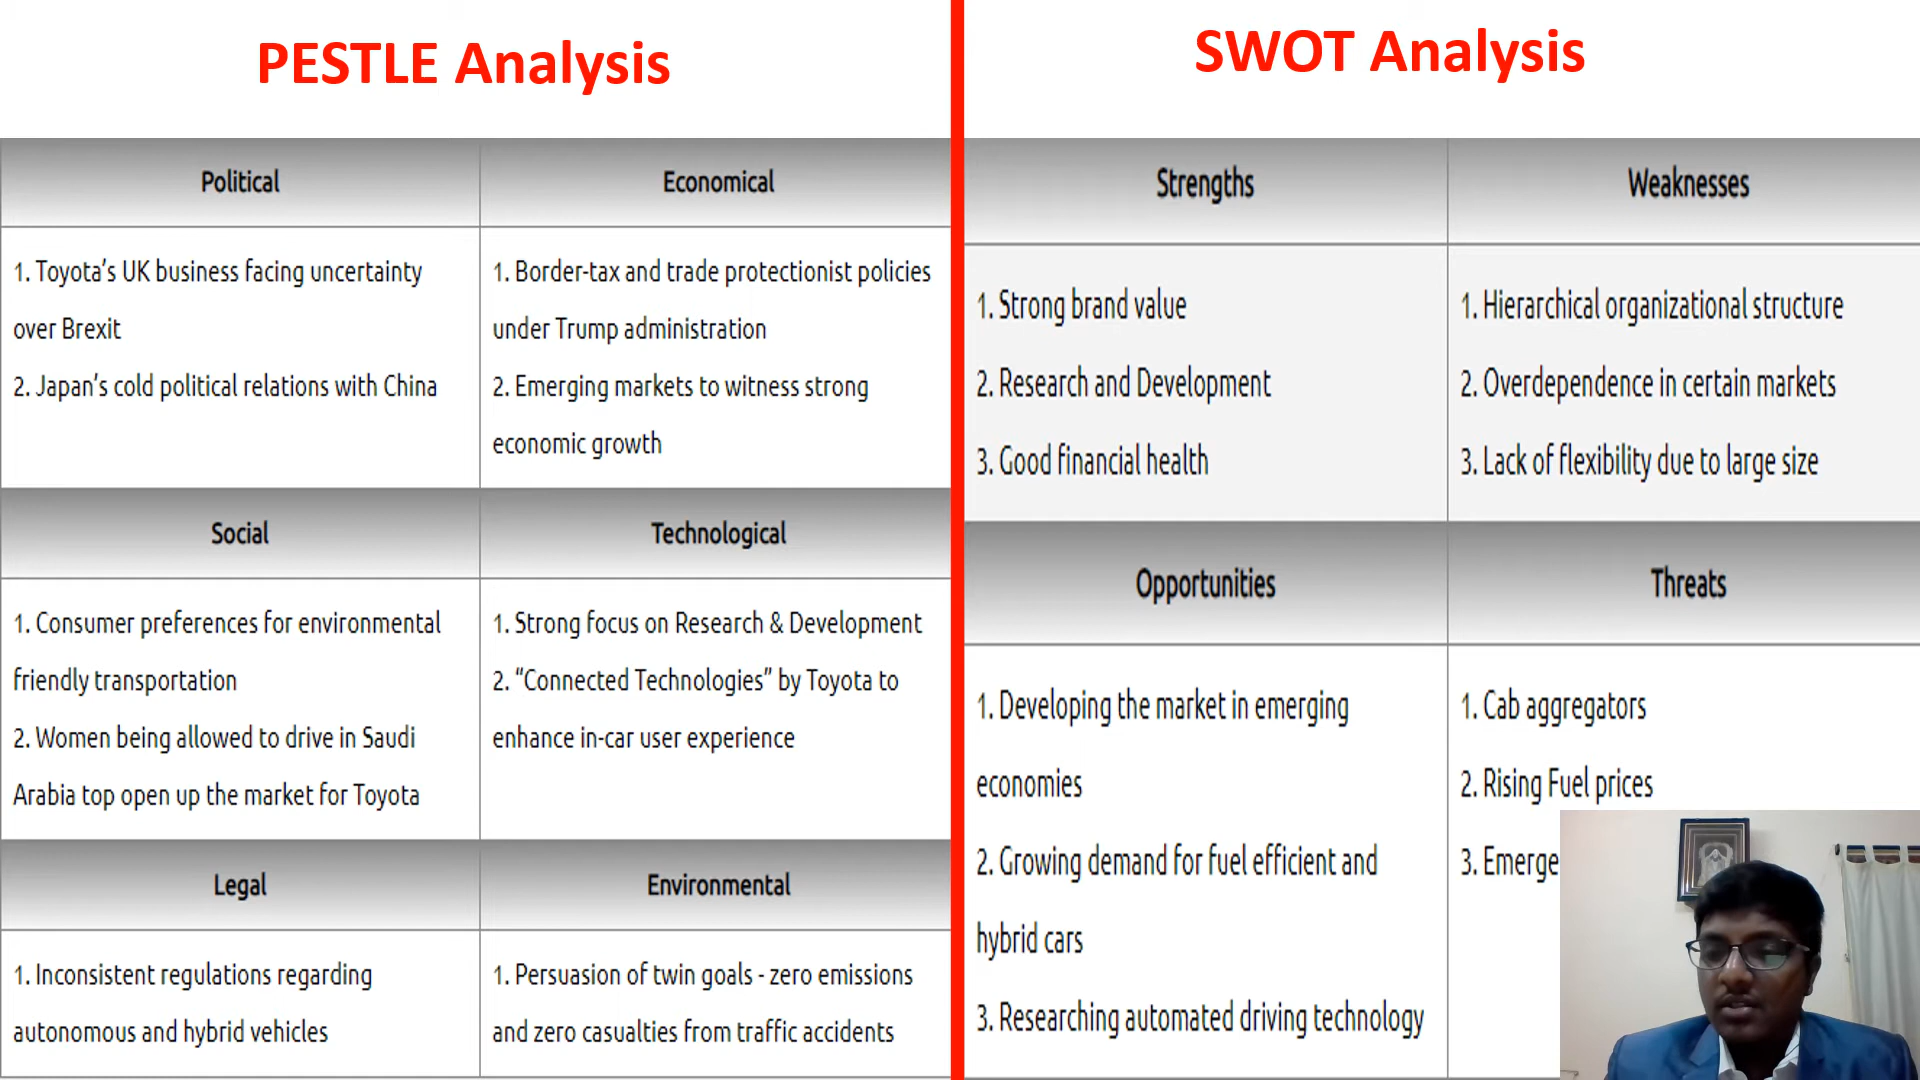 PESTLE Analysis
Political
Economical
1. Toyota’s UK business facing uncertainty
over Brexit
2. Japan’s cold political relations with China
1. Border-tax and trade protectionist policies
under Trump administration
2. Emerging markets to witness strong
economic growth
Social
Technological
1. Consumer preferences for environmental
friendly transportation
2. Women being allowed to drive in Saudi
Arabia top open up the market for Toyota
1. Strong focus on Research & Development
2. “Connected Technologies” by Toyota to
enhance in-car user experience
Legal
Environmental
1. Inconsistent regulations regarding
autonomous and hybrid vehicles
1. Persuasion of twin goals - zero emissions
and zero casualties from traffic accidents
SWOT Analysis
Strengths
Weaknesses
1. Strong brand value
2. Research and Development
3. Good financial health
1. Hierarchical organizational structure
2. Overdependence in certain markets
3. Lack of flexibility due to large size
Opportunities
Threats
1. Developing the market in emerging
economies
2. Growing demand for fuel efficient and
hybrid cars
3. Researching automated driving technology
1. Cab aggregators
2. Rising Fuel prices
3.